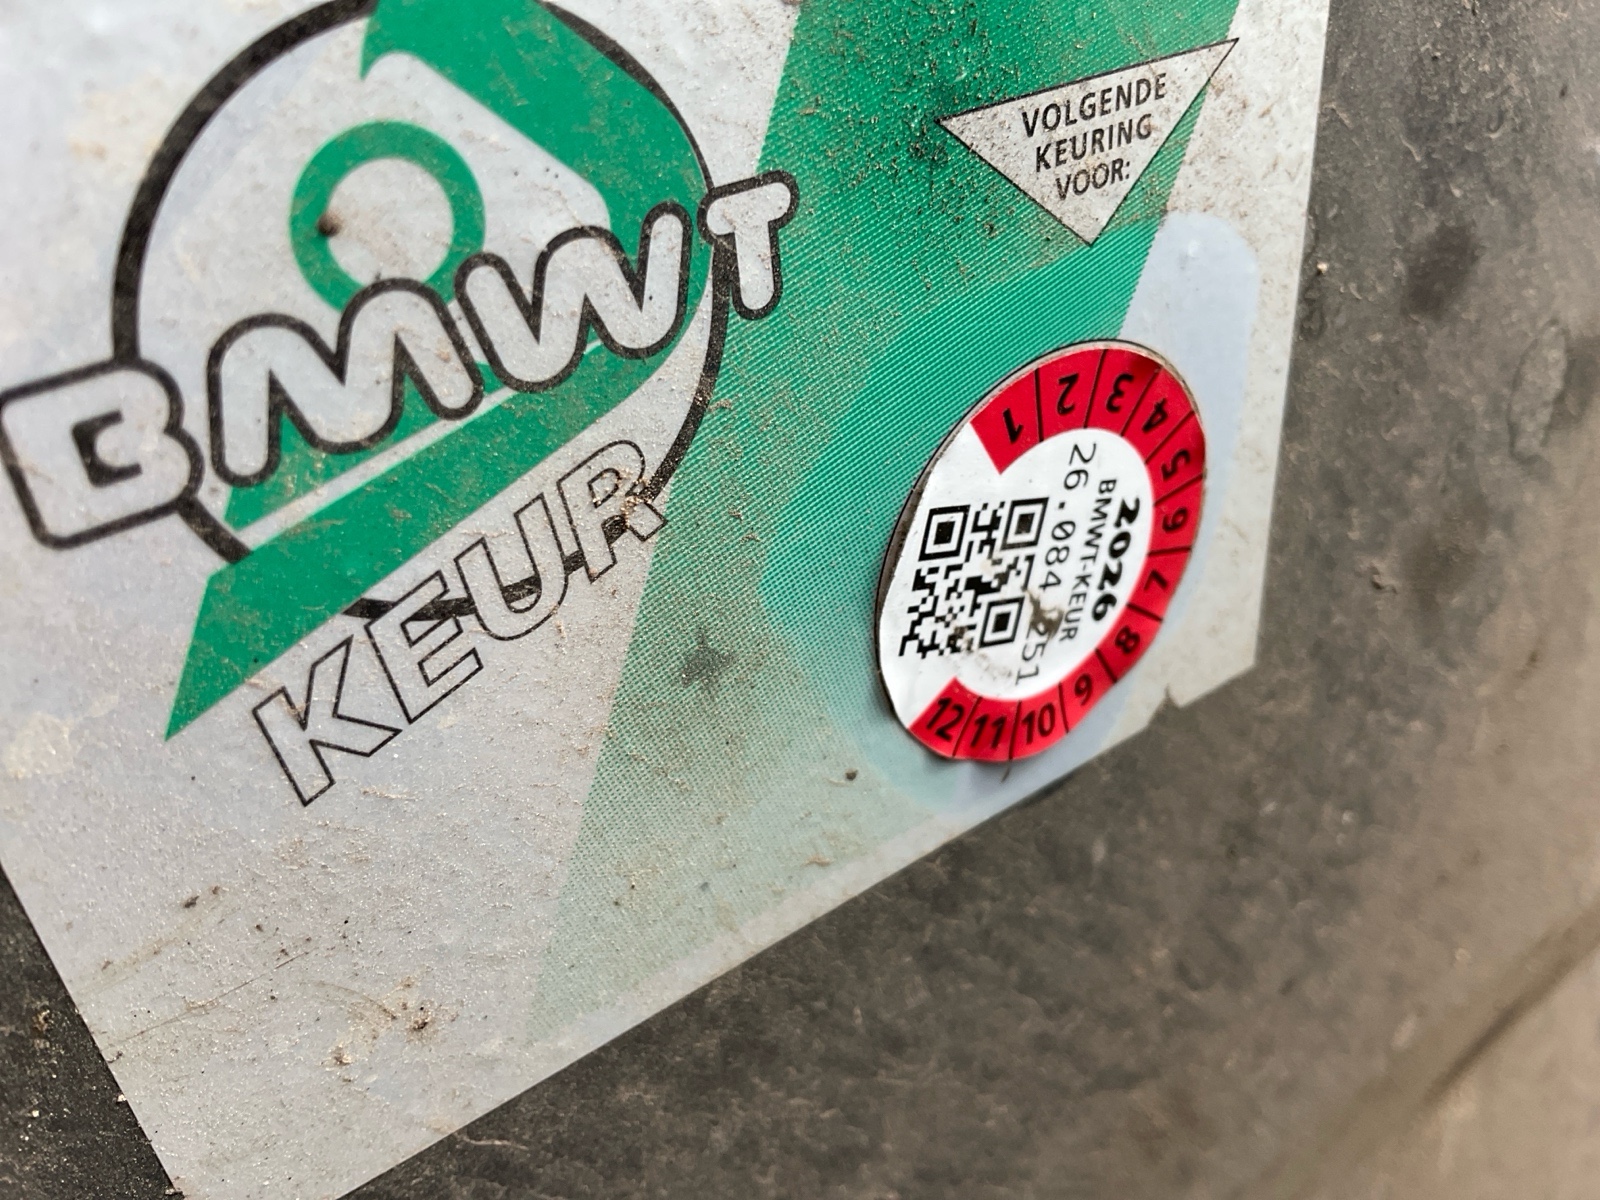 BMWT
KEUR
VOLGENDE
KEURING
VOOR:
1 2 3 4 5 6 7 8 9 10 11 12
2026
BMWT-KEUR
26.084 251